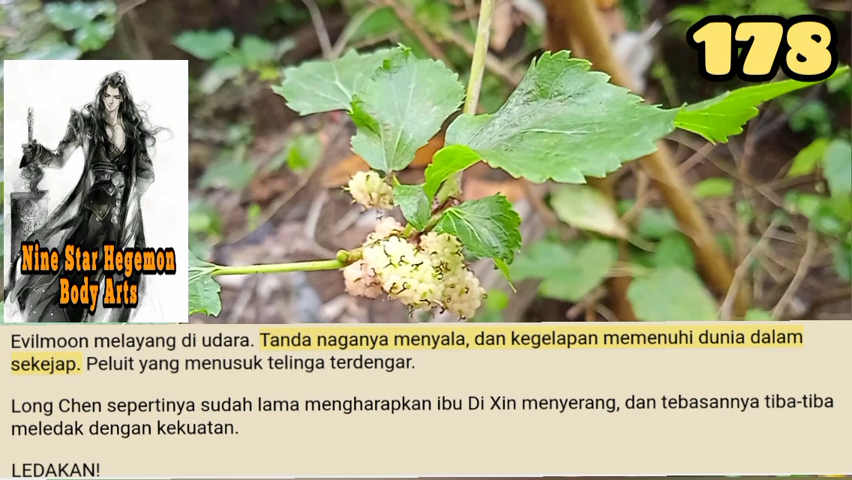 178
Nine Star Hegemon
Body Arts
Evilmoon melayang di udara. Tanda naganya menyala, dan kegelapan memenuhi dunia dalam
sekejap. Peluit yang menusuk telinga terdengar.
Long Chen sepertinya sudah lama mengharapkan ibu Di Xin menyerang, dan tebasannya tiba-tiba
meledak dengan kekuatan.
LEDAKAN!